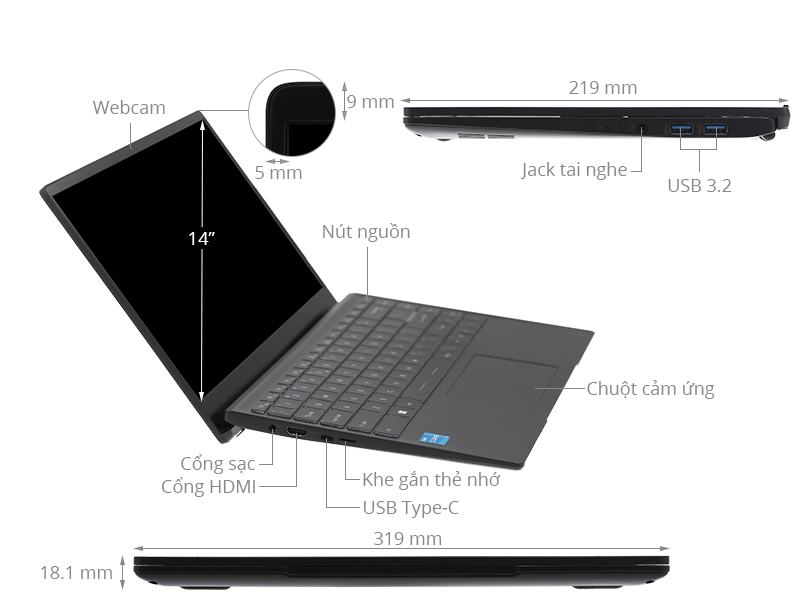 219 mm
9 mm
Webcam
5 mm
Jack tai nghe
USB 3.2
14”
Nút nguồn
Chuột cảm ứng
Cổng sạc
Khe gắn thẻ nhớ
Cổng HDMI
USB Type-C
319 mm
18.1 mm